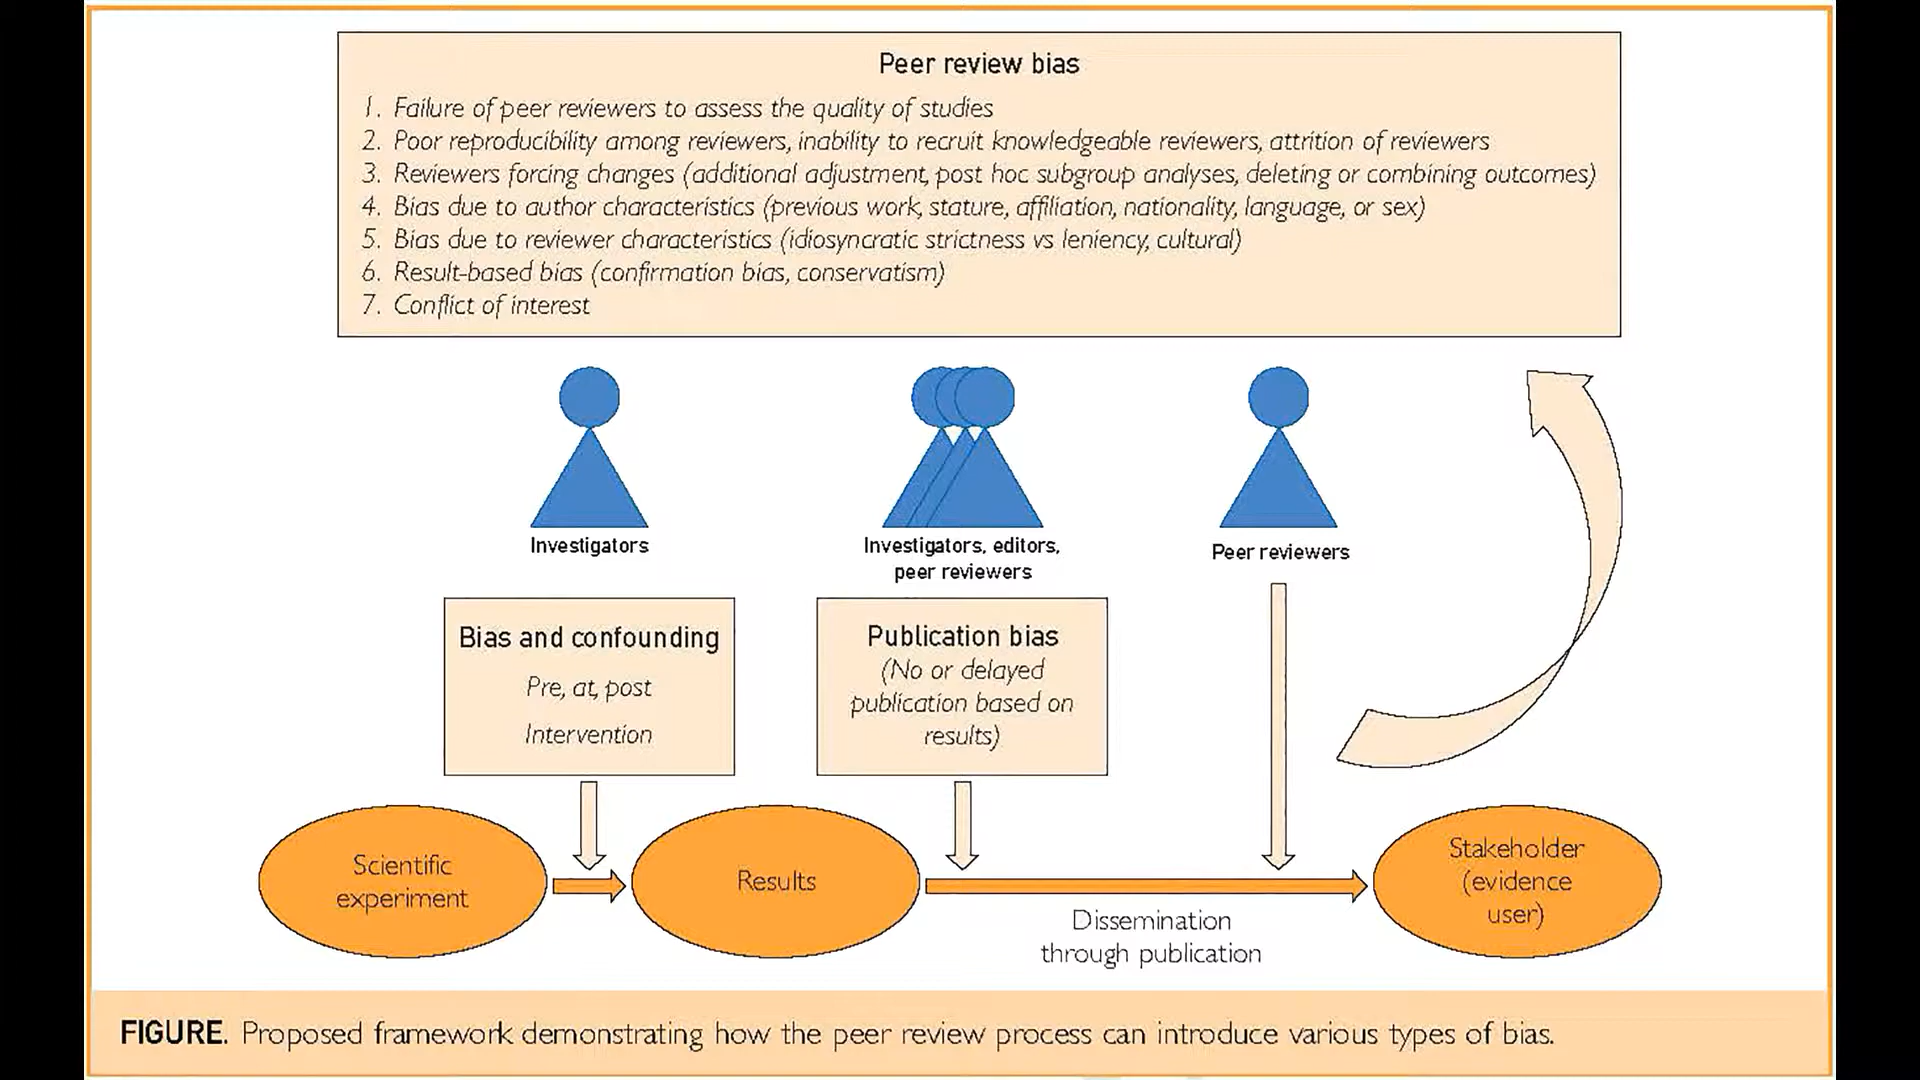 Peer review bias
1. Failure of peer reviewers to assess the quality of studies
2. Poor reproducibility among reviewers, inability to recruit knowledgeable reviewers, attrition of reviewers
3. Reviewers forcing changes (additional adjustment, post hoc subgroup analyses, deleting or combining outcomes)
4. Bias due to author characteristics (previous work, stature, affiliation, nationality, language, or sex)
5. Bias due to reviewer characteristics (idiosyncratic strictness vs leniency, cultural)
6. Result-based bias (confirmation bias, conservatism)
7. Conflict of interest
Investigators
Investigators, editors,
peer reviewers
Peer reviewers
Bias and confounding
Pre, at, post
Intervention
Publication bias
(No or delayed
publication based on
results)
Scientific
experiment
Results
Dissemination
through publication
Stakeholder
(evidence
user)
FIGURE. Proposed framework demonstrating how the peer review process can introduce various types of bias.